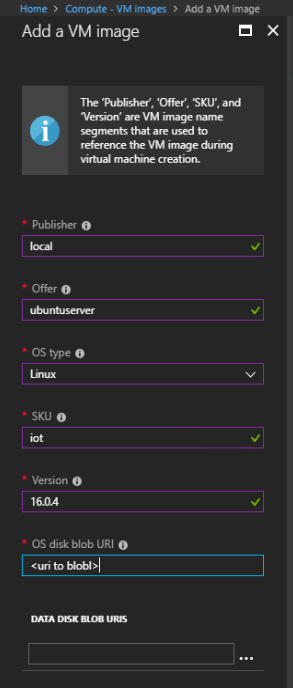 Home > Compute - VM images > Add a VM image
Add a VM image
The 'Publisher', 'Offer', 'SKU', and
'Version' are VM image name
segments that are used to
reference the VM image during
virtual machine creation.
* Publisher
local
* Offer
ubuntuserver
* OS type
Linux
* SKU
iot
* Version
16.0.4
* OS disk blob URI
<uri to blobl>
DATA DISK BLOB URIS
...